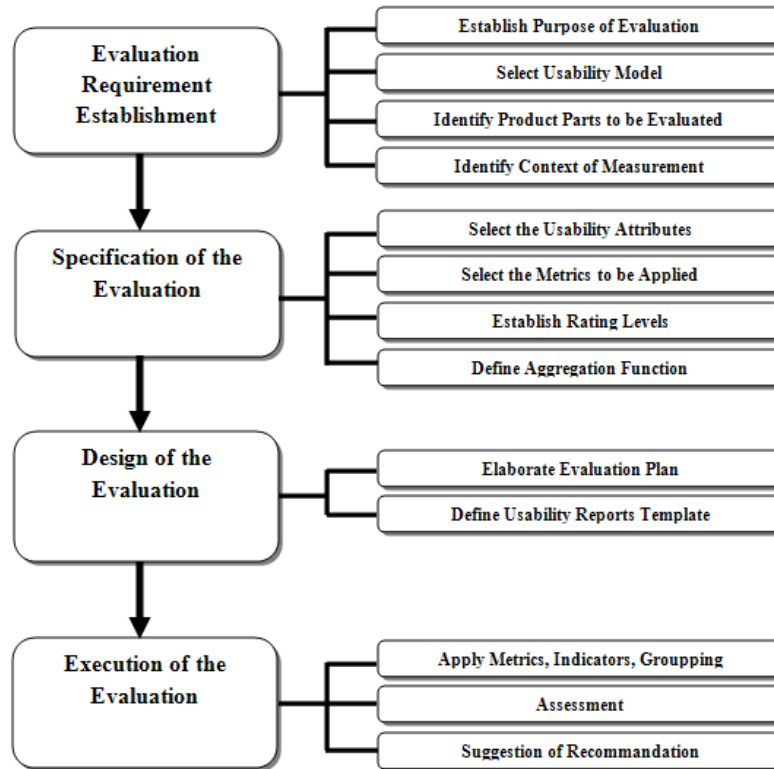 Evaluation
Requirement
Establishment
Establish Purpose of Evaluation
Select Usability Model
Identify Product Parts to be Evaluated
Identify Context of Measurement
Specification of the
Evaluation
Select the Usability Attributes
Select the Metrics to be Applied
Establish Rating Levels
Define Aggregation Function
Design of the
Evaluation
Elaborate Evaluation Plan
Define Usability Reports Template
Execution of the
Evaluation
Apply Metrics, Indicators, Groupping
Assessment
Suggestion of Recommandation